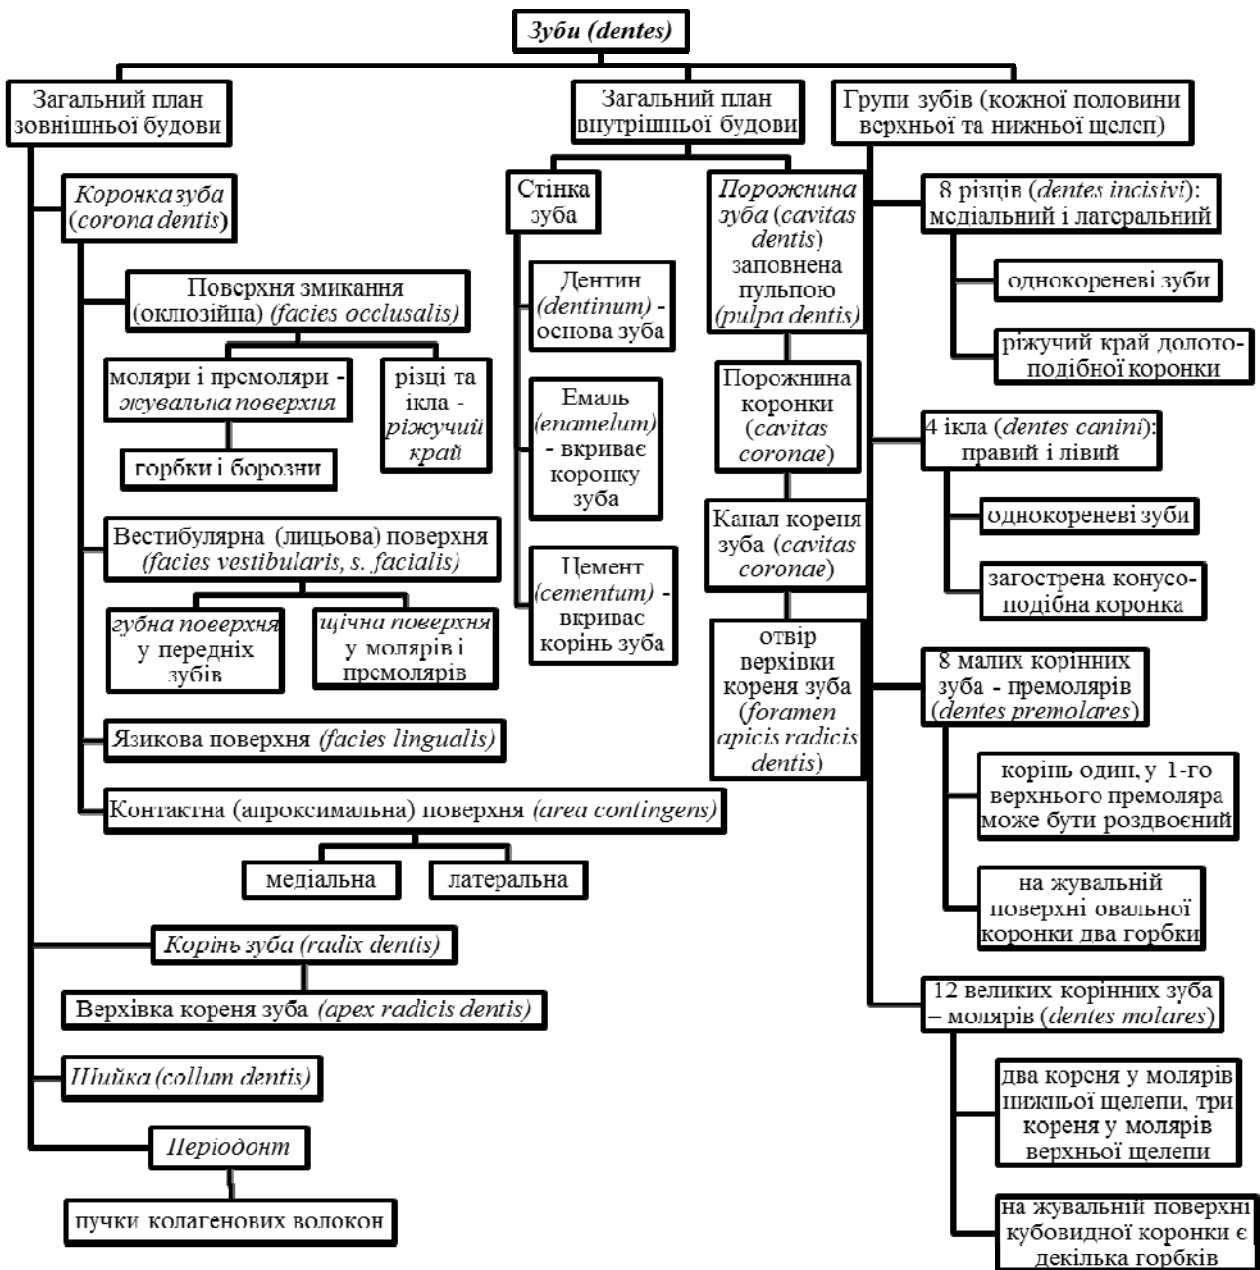 Зуби (dentes)
Загальний план
зовнішньої будови
Коронка зуба
(corona dentis)
Поверхня змикання
(оклюзійна) (facies occlusalis)
моляри і премоляри -
жувальна поверхня
горбки і борозни
різці та
ікла -
ріжучий
край
Вестибулярна (лицьова) поверхня
(facies vestibularis, s. facialis)
губна поверхня
у передніх
зубів
щічна поверхня
у молярів і
премолярів
Язикова поверхня (facies lingualis)
Контактна (апроксимальна) поверхня (area contingens)
медіальна
латеральна
Корінь зуба (radix dentis)
Верхівка кореня зуба (apex radicis dentis)
Шийка (collum dentis)
Періодонт
пучки колагенових волокон
Загальний план
внутрішньої будови
Стінка
зуба
Дентин
(dentinum) -
основа зуба
Емаль
(enamelum)
- вкриває
коронку
зуба
Цемент
(cementum) -
вкриває
корінь зуба
Порожнина
зуба (cavitas
dentis)
заповнена
пульпою
(pulpa dentis)
Порожнина
коронки
(cavitas
coronae)
Канал кореня
зуба (cavitas
coronae)
отвір
верхівки
кореня зуба
(foramen
apicis radicis
dentis)
Групи зубів (кожної половини
верхньої та нижньої щелеп)
8 різців (dentes incisivi):
медіальний і латеральний
однокореневі зуби
ріжучий край долото-
подібної коронки
4 ікла (dentes canini):
правий і лівий
однокореневі зуби
загострена конусо-
подібна коронка
8 малих корінних
зуба - премолярів
(dentes premolares)
корінь один, у 1-го
верхнього премоляра
може бути роздвоєний
на жувальній
поверхні овальної
коронки два горбки
12 великих корінних зуба
– молярів (dentes molares)
два кореня у молярів
нижньої щелепи, три
кореня у молярів
верхньої щелепи
на жувальній поверхні
кубовидної коронки є
декілька горбків